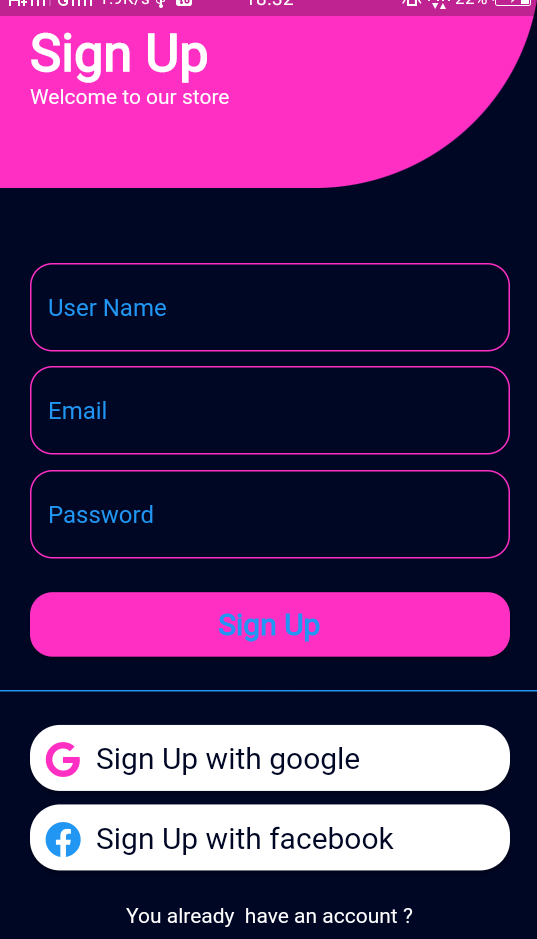 Sign Up
Welcome to our store
User Name
Email
Password
Sign Up
Sign Up with google
Sign Up with facebook
You already  have an account ?